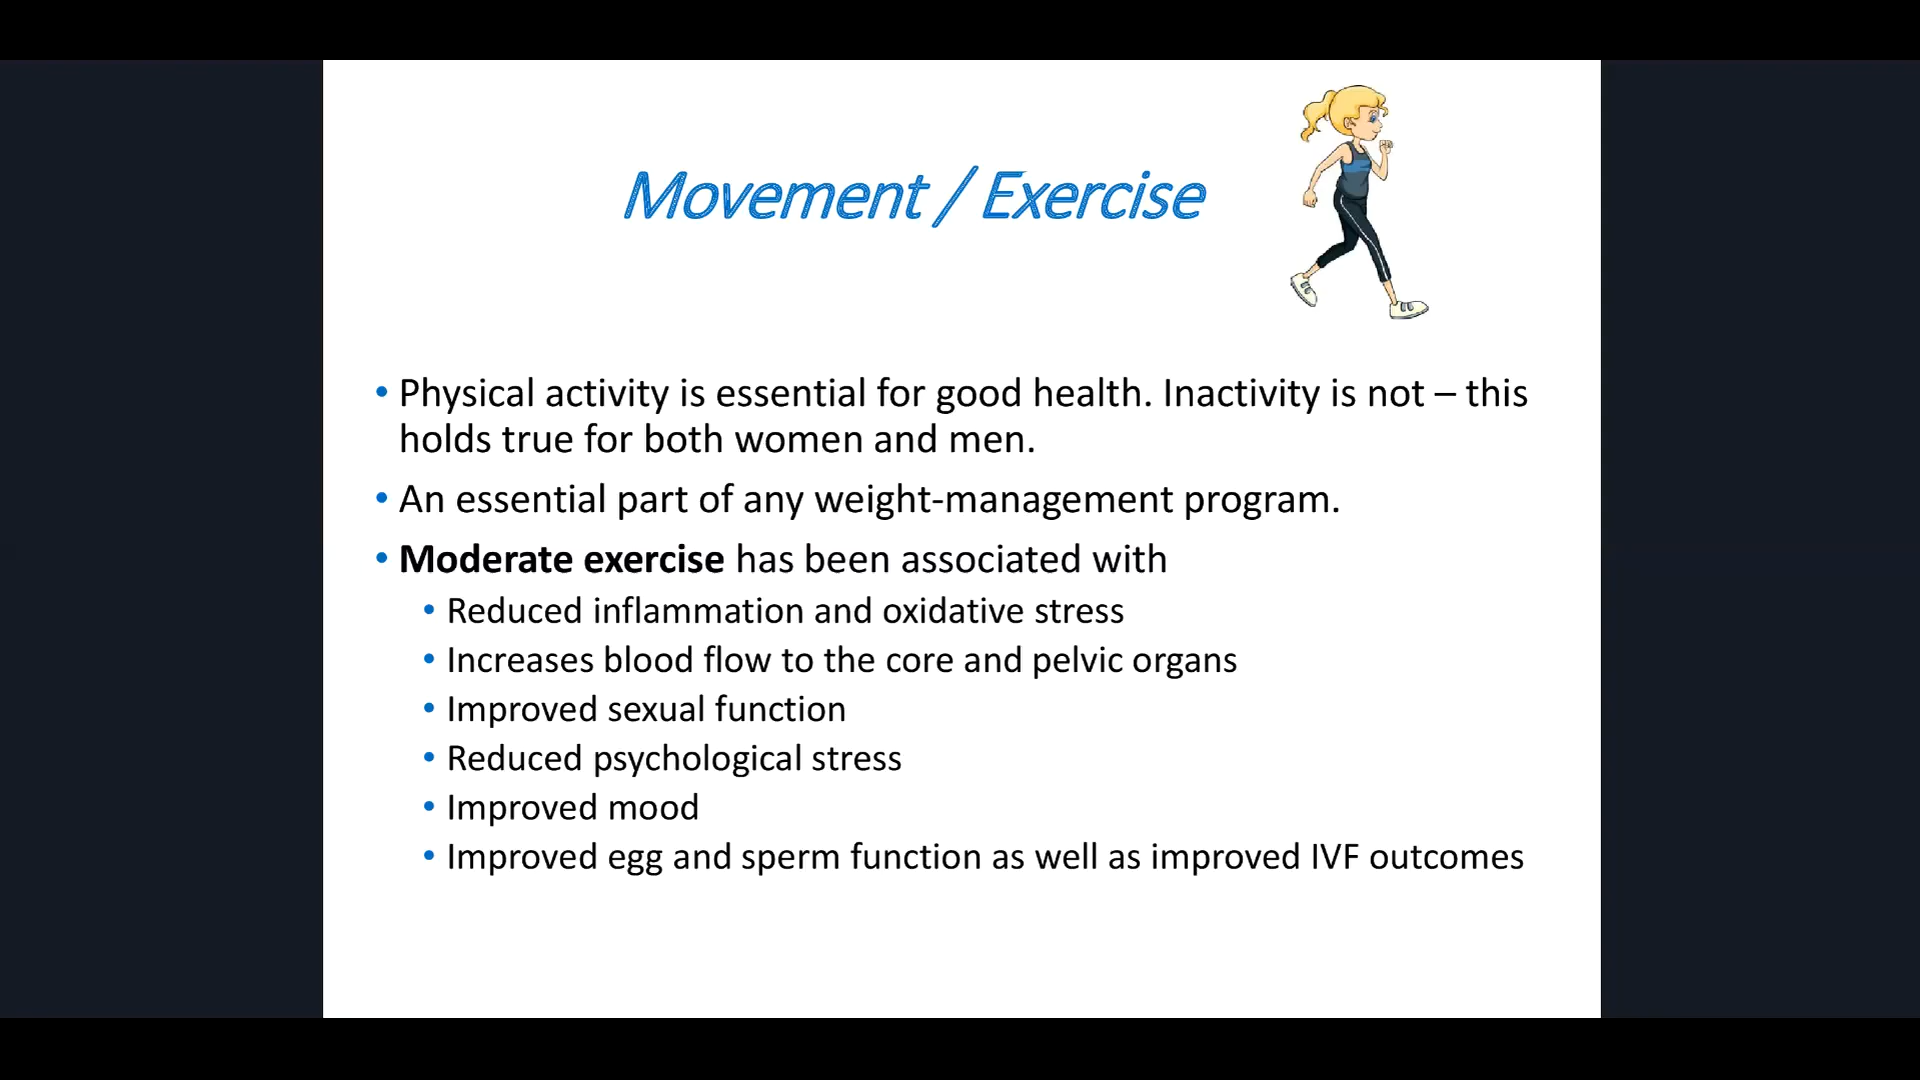 Movement / Exercise
• Physical activity is essential for good health. Inactivity is not – this
holds true for both women and men.
• An essential part of any weight-management program.
• Moderate exercise has been associated with
• Reduced inflammation and oxidative stress
• Increases blood flow to the core and pelvic organs
• Improved sexual function
• Reduced psychological stress
• Improved mood
• Improved egg and sperm function as well as improved IVF outcomes